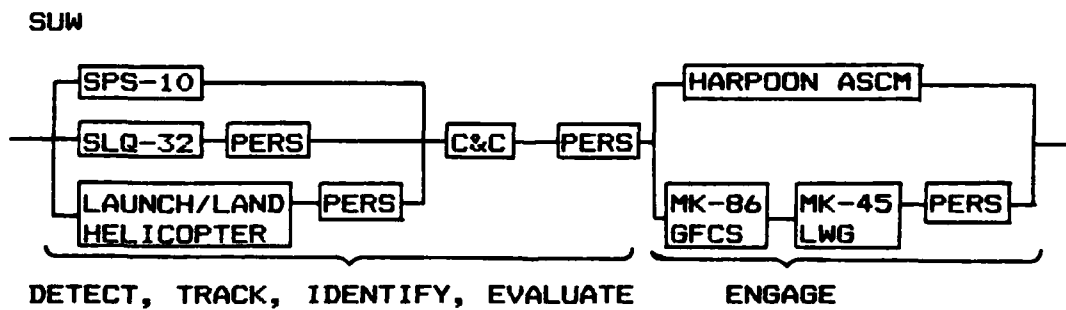 SUW
SPS-10
HARPOON ASCM
SLQ-32
PERS
C&C
PERS
LAUNCH/LAND
HELICOPTER
PERS
MK-86
GFCS
MK-45
LWG
PERS
DETECT, TRACK, IDENTIFY, EVALUATE
ENGAGE